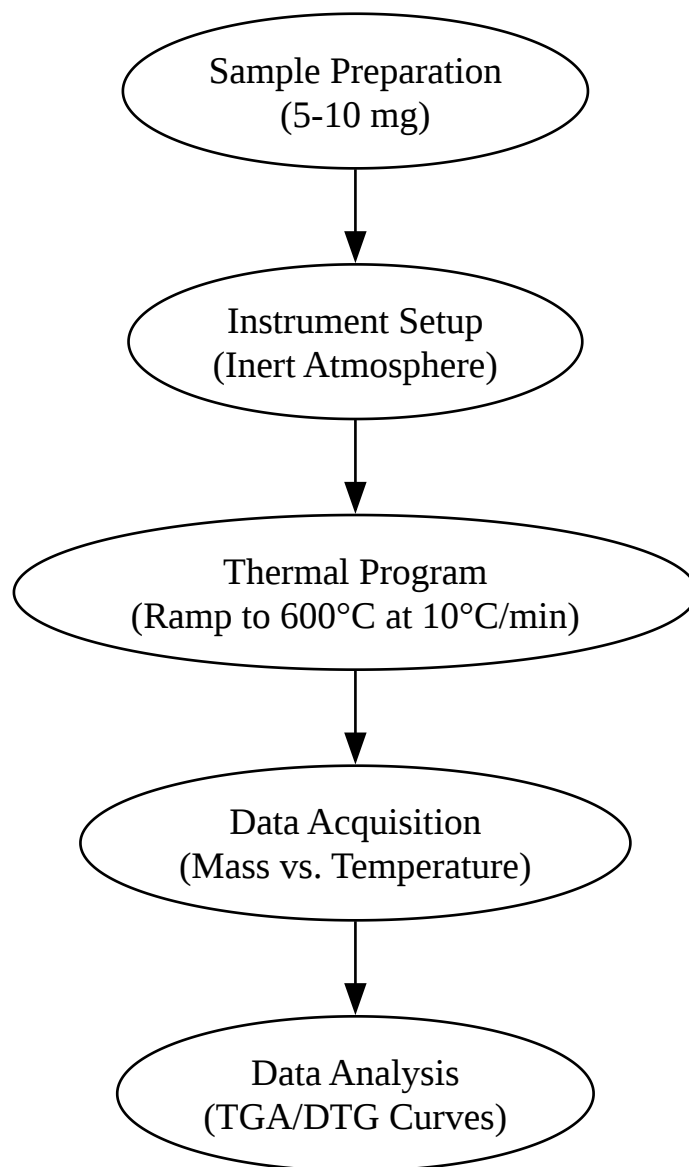 Sample Preparation
(5-10 mg)
Instrument Setup
(Inert Atmosphere)
Thermal Program
(Ramp to 600°C at 10°C/min)
Data Acquisition
(Mass vs. Temperature)
Data Analysis
(TGA/DTG Curves)